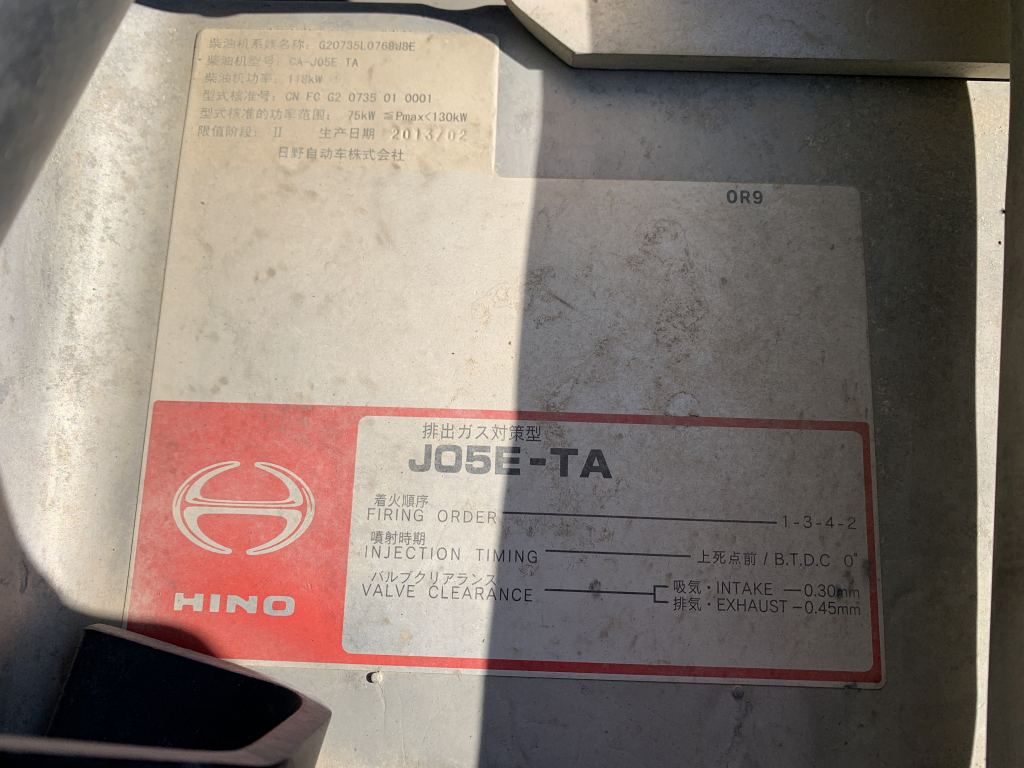 柴油机系族名称: G20735L0768WBE
柴油机型号: CA-J05E TA
柴油机功率: 118kW
型式核准号: CN FC G2 0735 01 0001
型式核准的功率范围: 75kW ≦Pmax<130kW
限值阶段: II 生产日期 2013/02
日野自动车株式会社
0R9
排出ガス対策型
J05E-TA
着火順序
FIRING ORDER 1-3-4-2
噴射時期
INJECTION TIMING 上死点前 / B.T.D.C 0°
バルブクリアランス
VALVE CLEARANCE 吸気・INTAKE 0.30mm
排気・EXHAUST 0.45mm
HINO